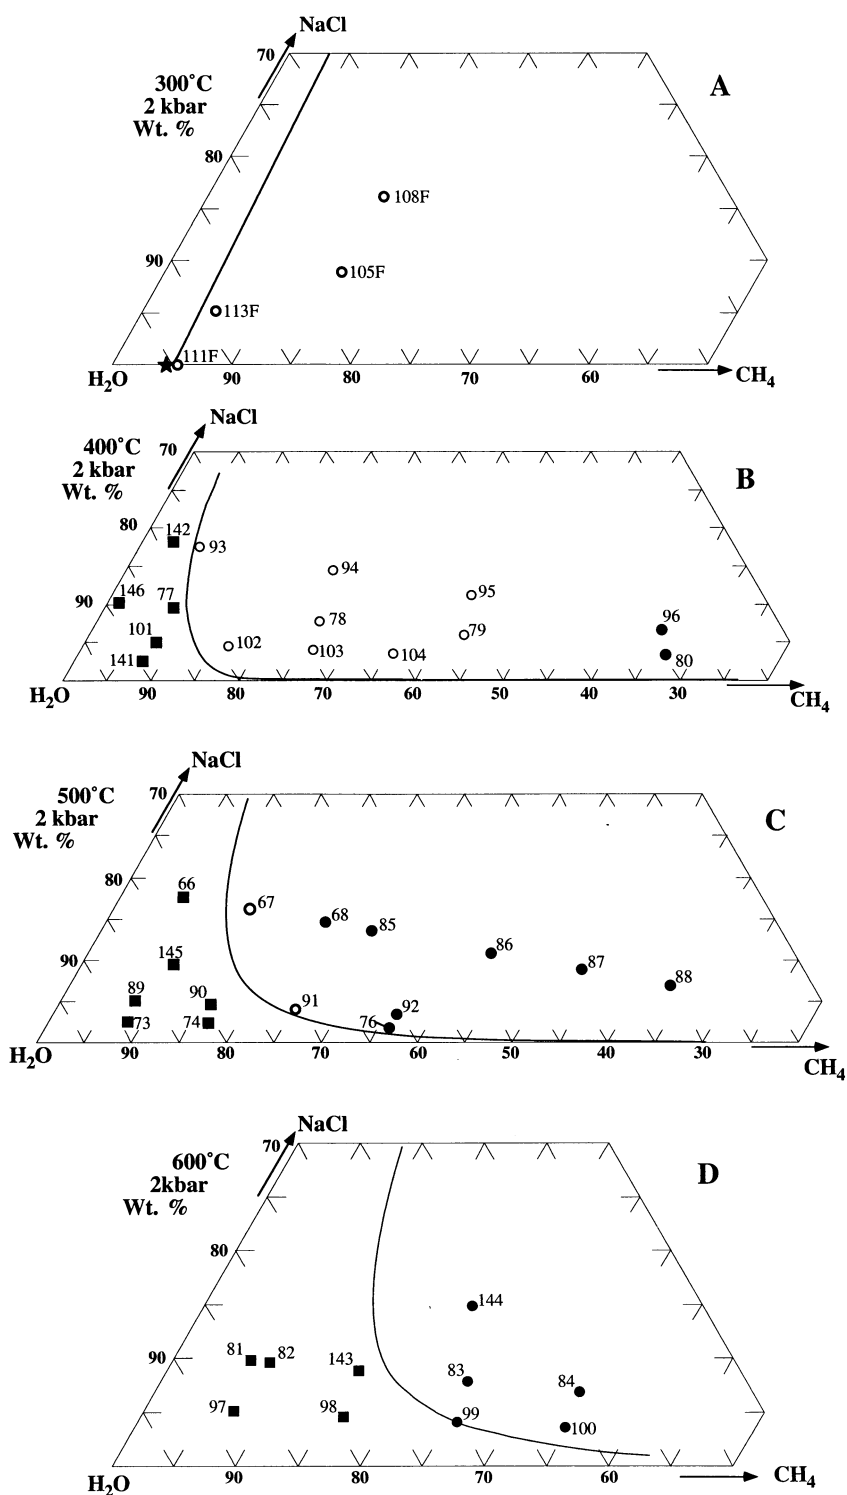 NaCl
70
300˚C
2 kbar
Wt. %
A
80
108F
90
105F
113F
111F
H₂O
90
80
70
60
CH₄
NaCl
400˚C
2 kbar
Wt. %
70
B
80
142
93
94
146
77
95
90
78
96
101
102
103
104
79
141
80
H₂O
90
80
70
60
50
40
30
CH₄
NaCl
500˚C
2 kbar
Wt. %
70
C
80
66
67
68
85
86
87
88
90
145
89
90
91
92
73
74
76
H₂O
90
80
70
60
50
40
30
CH₄
NaCl
70
600˚C
2kbar
Wt. %
D
80
144
90
81
82
143
83
84
97
98
99
100
H₂O
90
80
70
60
CH₄